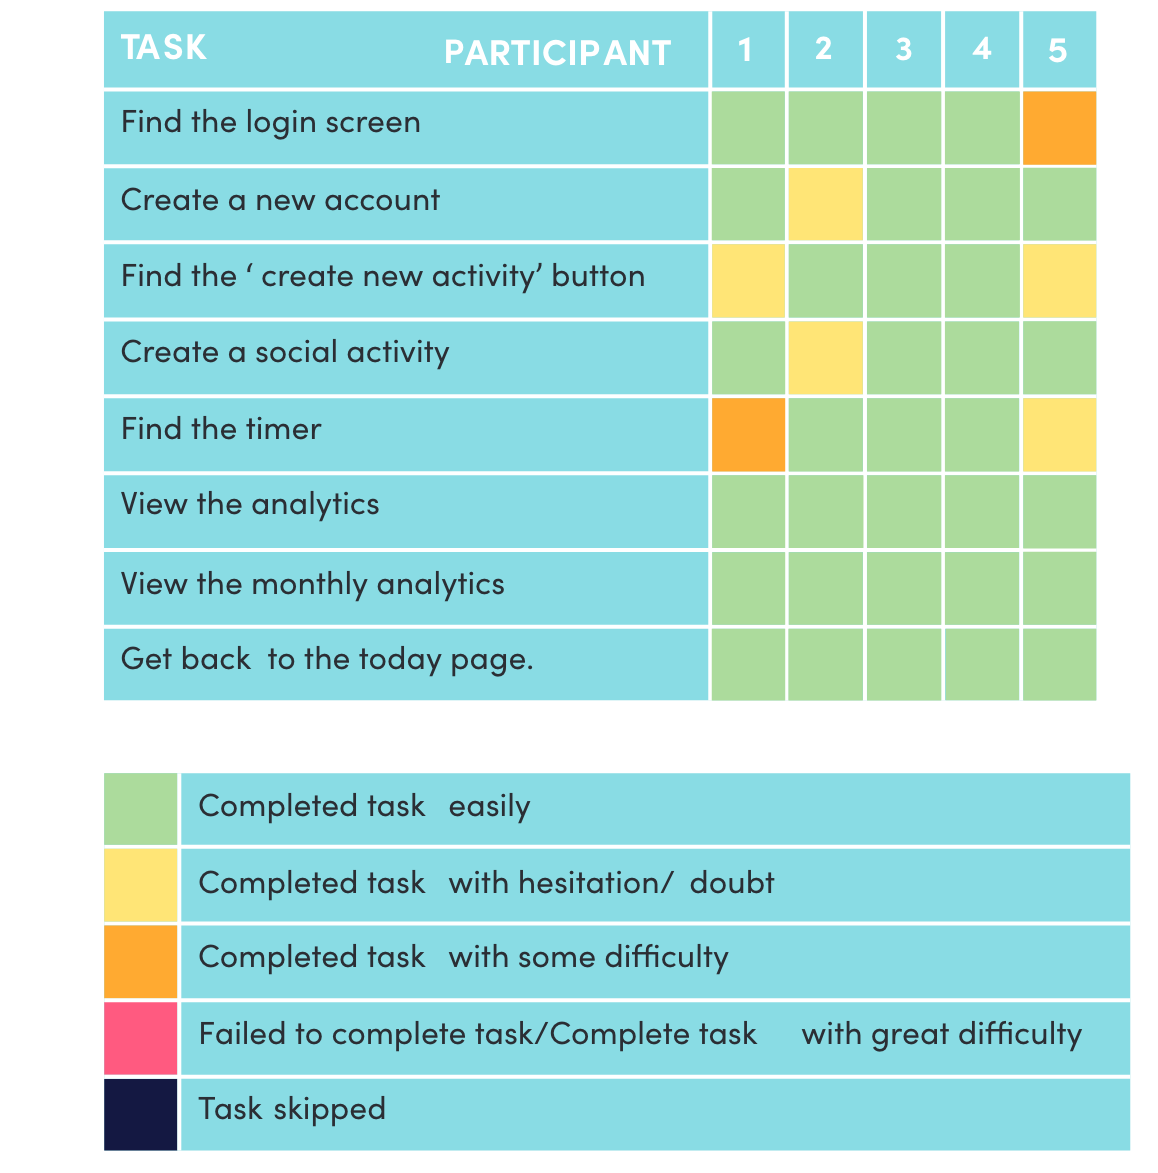 TASK PARTICIPANT 1 2 3 4 5
Find the login screen
Create a new account
Find the ‘ create new activity’ button
Create a social activity
Find the timer
View the analytics
View the monthly analytics
Get back to the today page.
Completed task easily
Completed task with hesitation/ doubt
Completed task with some difficulty
Failed to complete task/Complete task with great difficulty
Task skipped